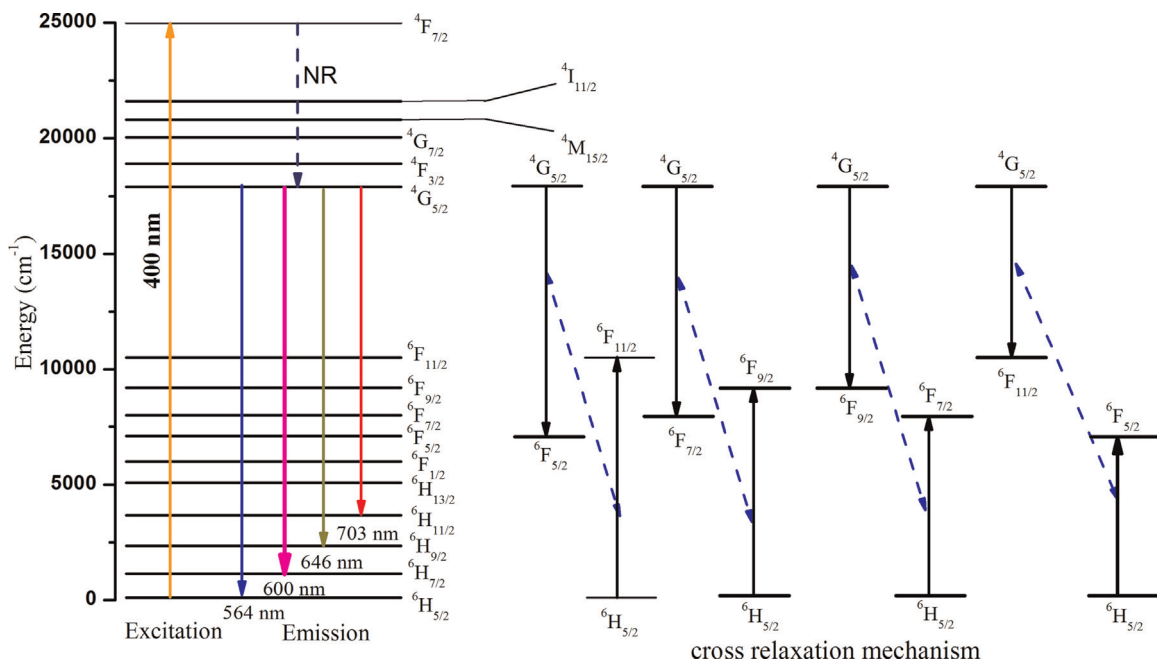 25000
20000
15000
10000
5000
0
Energy (cm⁻¹)
⁴F₇/₂
NR
⁴I₁₁/₂
⁴M₁₅/₂
⁴G₇/₂
⁴F₃/₂
⁴G₅/₂
400 nm
⁶F₁₁/₂
⁶F₉/₂
⁶F₇/₂
⁶F₅/₂
⁶F₁/₂
⁶H₁₃/₂
⁶H₁₁/₂
703 nm
⁶H₉/₂
646 nm
⁶H₇/₂
600 nm
⁶H₅/₂
564 nm
Excitation
Emission
⁴G₅/₂
⁶F₅/₂
⁶F₁₁/₂
⁶H₅/₂
⁴G₅/₂
⁶F₇/₂
⁶F₉/₂
⁶H₅/₂
⁴G₅/₂
⁶F₉/₂
⁶F₇/₂
⁶H₅/₂
⁴G₅/₂
⁶F₁₁/₂
⁶F₅/₂
⁶H₅/₂
cross relaxation mechanism